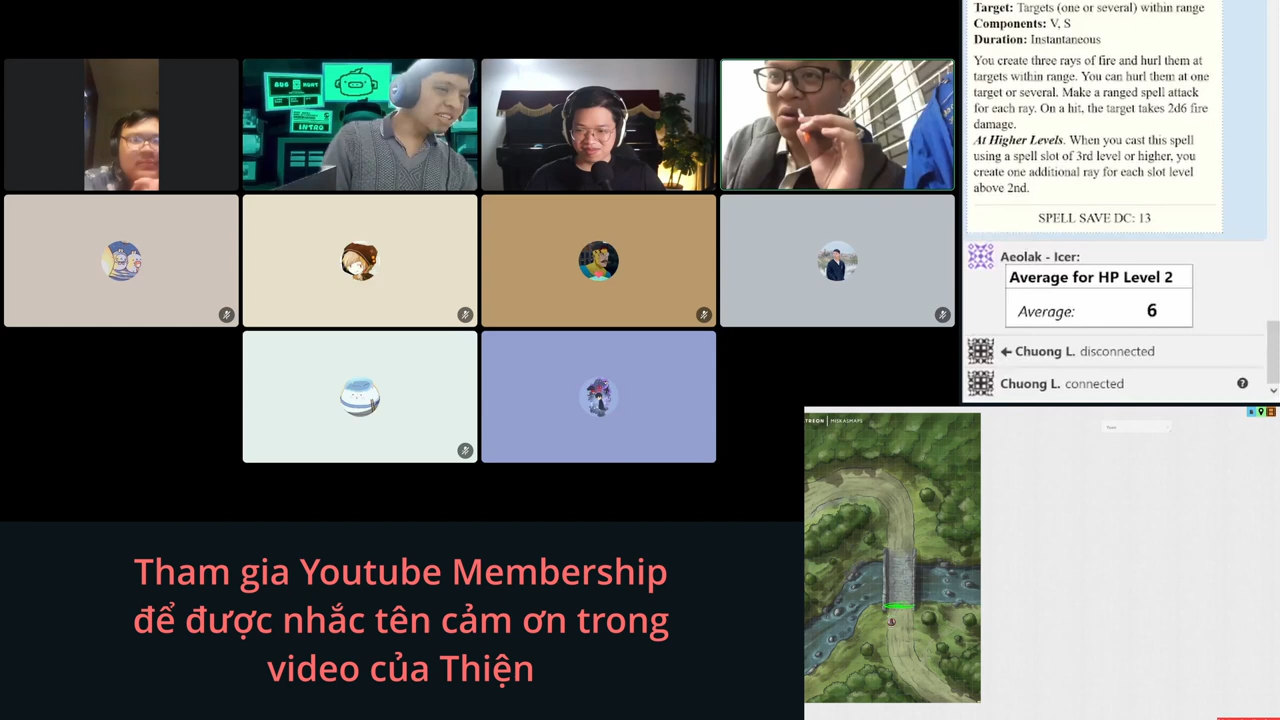 BUG HUNT
INTRO
Target: Targets (one or several) within range
Components: V, S
Duration: Instantaneous
You create three rays of fire and hurl them at
targets within range. You can hurl them at one
target or several. Make a ranged spell attack
for each ray. On a hit, the target takes 2d6 fire
damage.
At Higher Levels. When you cast this spell
using a spell slot of 3rd level or higher, you
create one additional ray for each slot level
above 2nd.
SPELL SAVE DC: 13
Aeolak - Icer:
Average for HP Level 2
Average: 6
Chuong L. disconnected
Chuong L. connected
Tham gia Youtube Membership
để được nhắc tên cảm ơn trong
video của Thiện